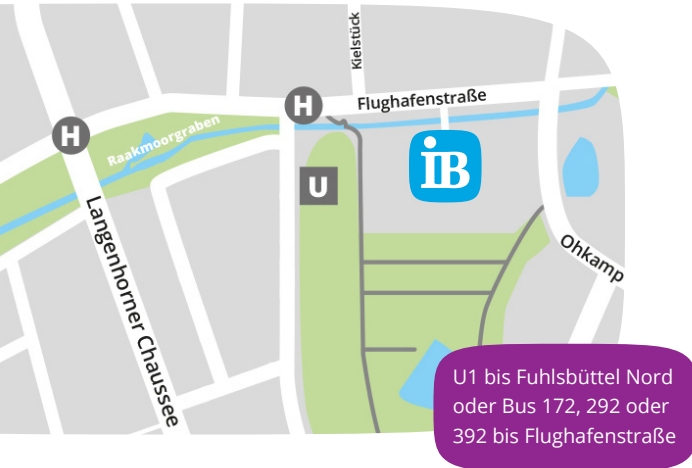 Kielstück
H
Flughafenstraße
H
Raakmoorgraben
iB
U
Langenhorner Chaussee
Ohkamp
U1 bis Fuhlsbüttel Nord
oder Bus 172, 292 oder
392 bis Flughafenstraße